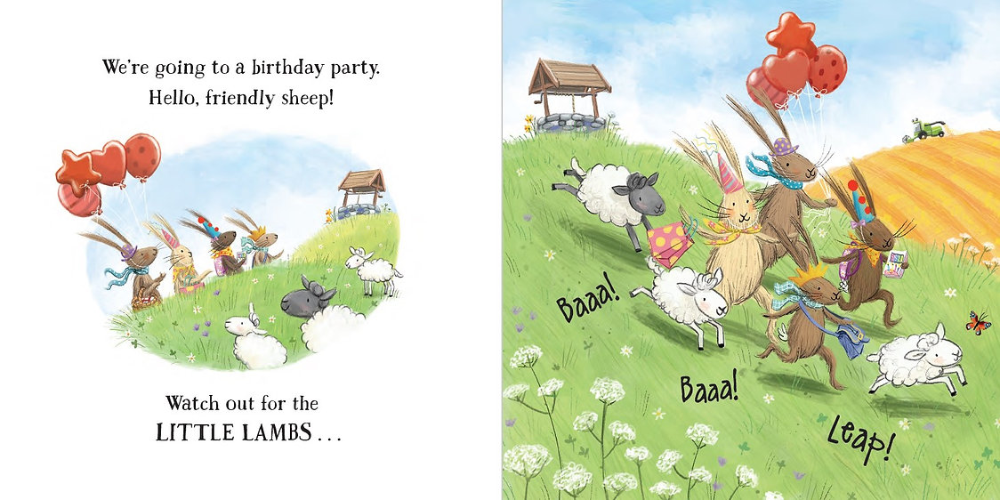 We're going to a birthday party.
Hello, friendly sheep!
Watch out for the
LITTLE LAMBS...
Baaa!
Baaa!
Leap!